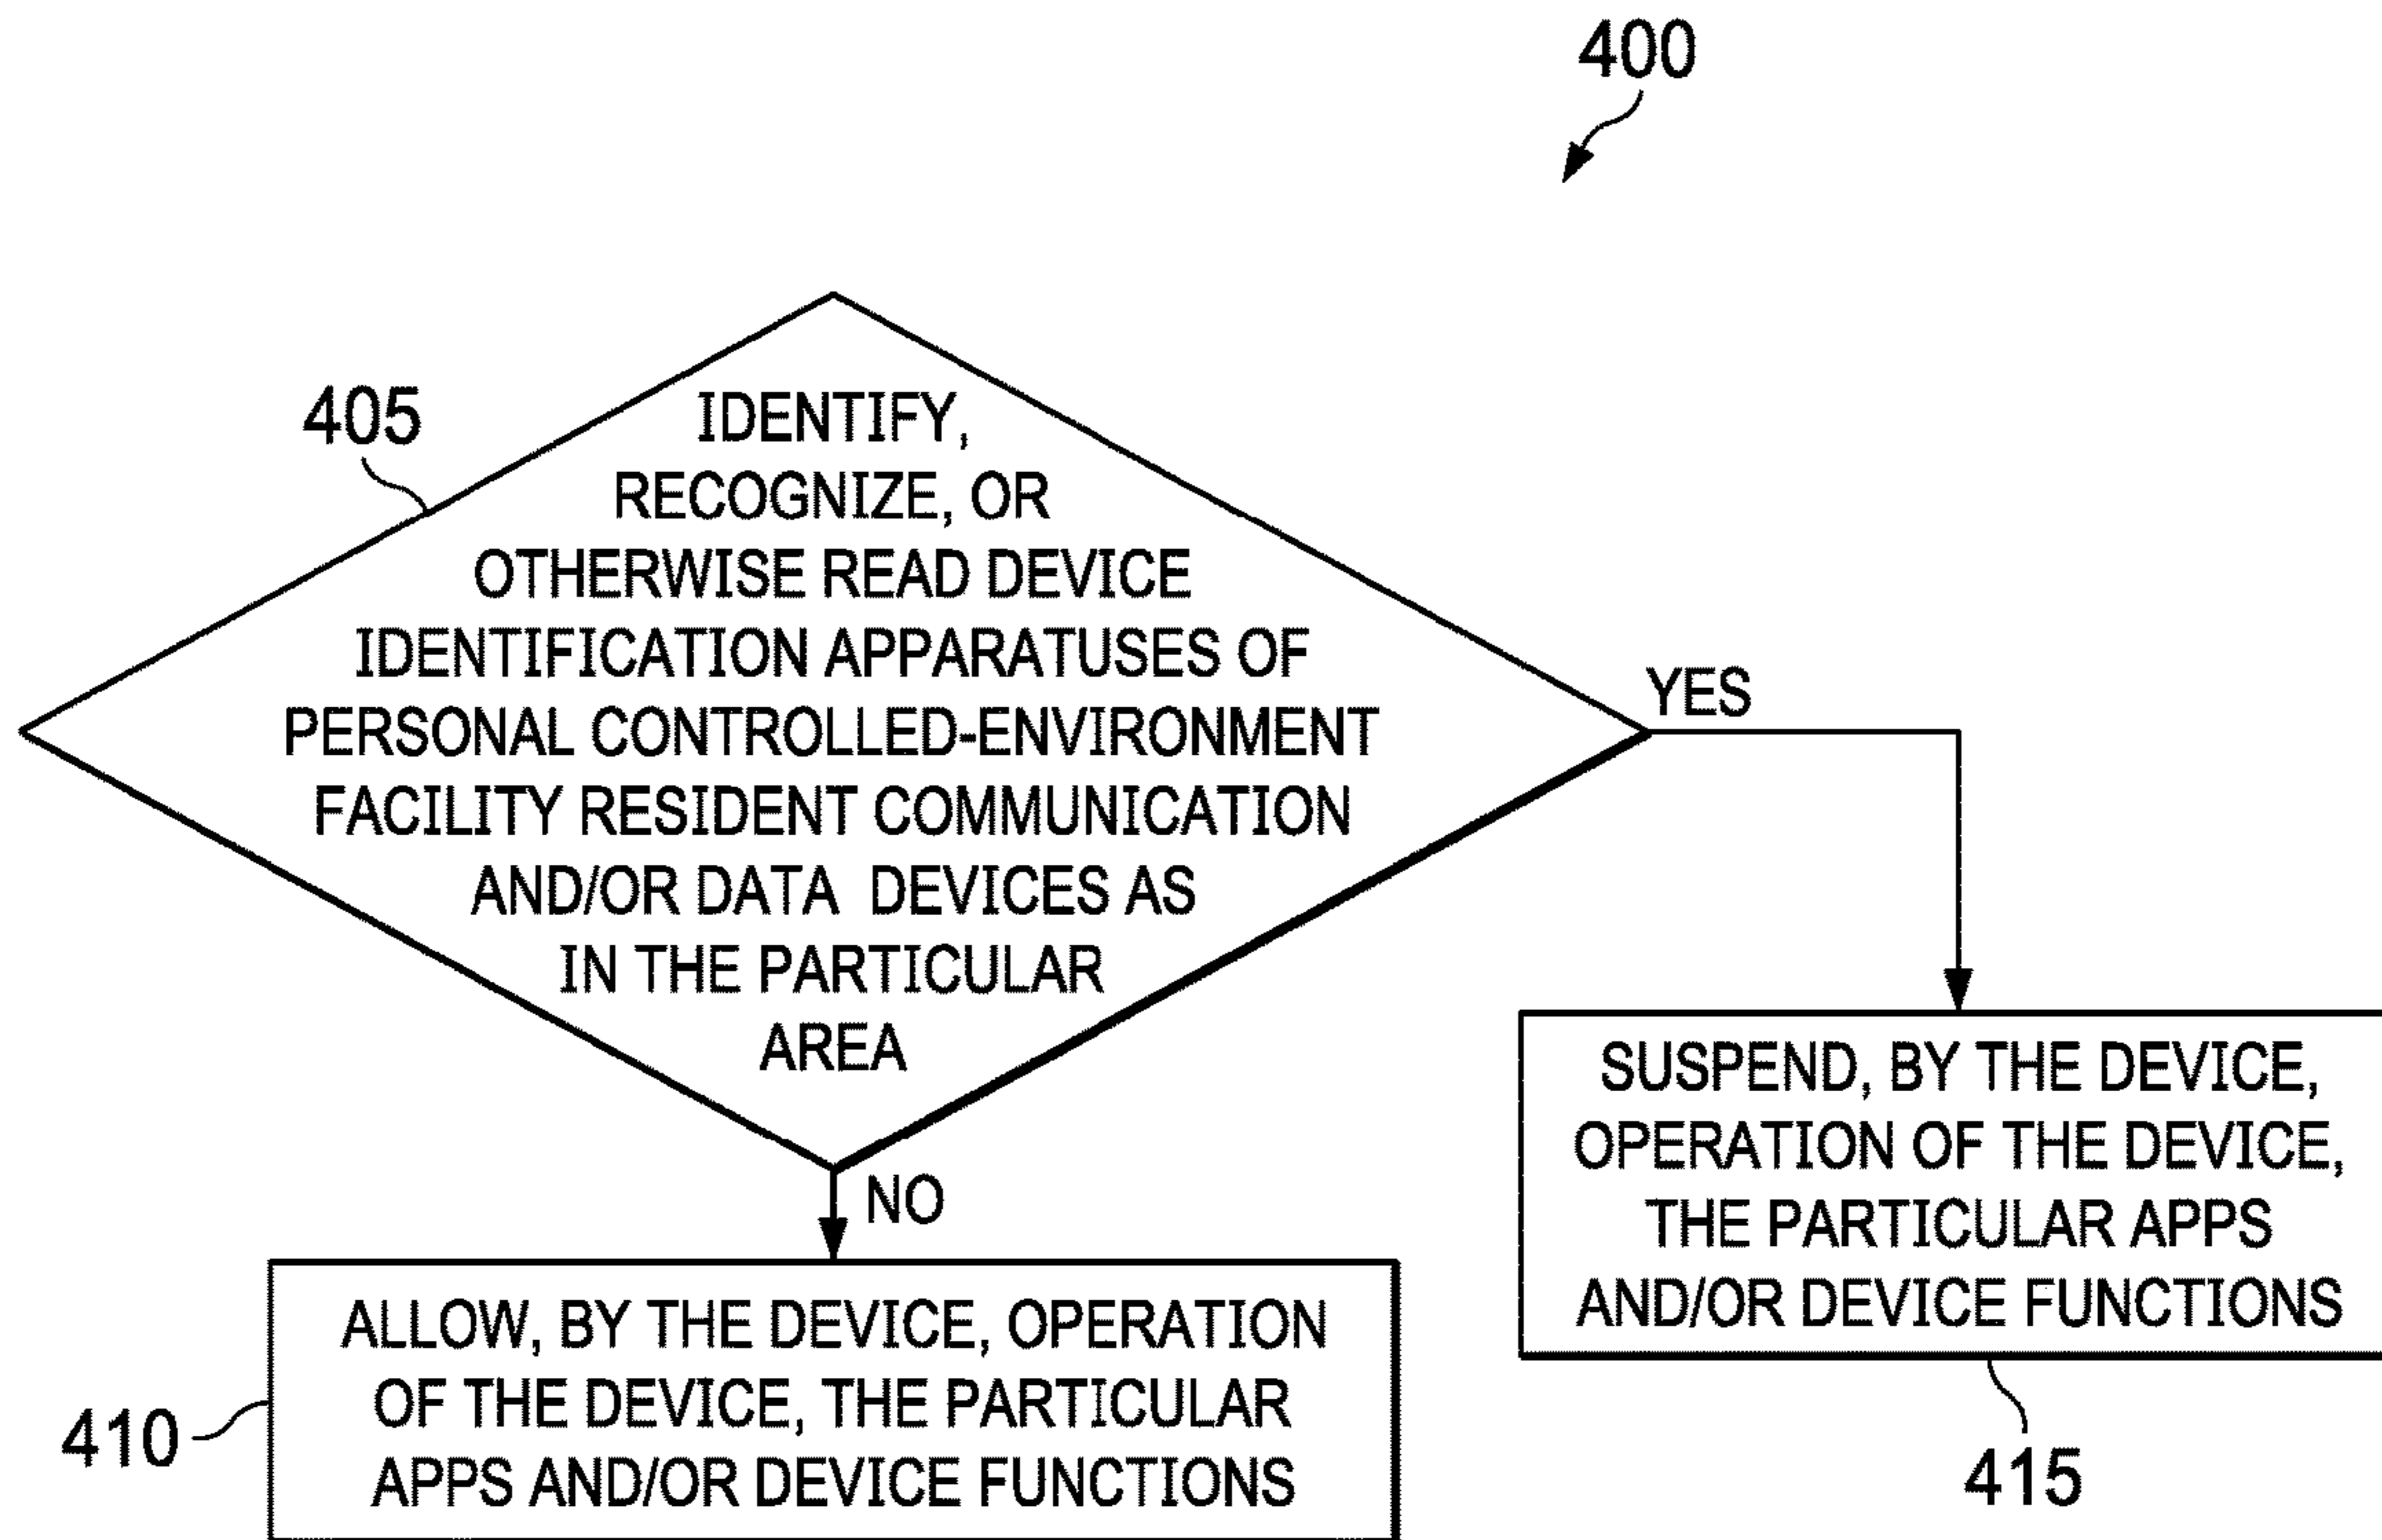 400
405
IDENTIFY,
RECOGNIZE, OR
OTHERWISE READ DEVICE
IDENTIFICATION APPARATUSES OF
PERSONAL CONTROLLED-ENVIRONMENT
FACILITY RESIDENT COMMUNICATION
AND/OR DATA DEVICES AS
IN THE PARTICULAR
AREA
YES
NO
SUSPEND, BY THE DEVICE,
OPERATION OF THE DEVICE,
THE PARTICULAR APPS
AND/OR DEVICE FUNCTIONS
415
ALLOW, BY THE DEVICE, OPERATION
OF THE DEVICE, THE PARTICULAR
APPS AND/OR DEVICE FUNCTIONS
410